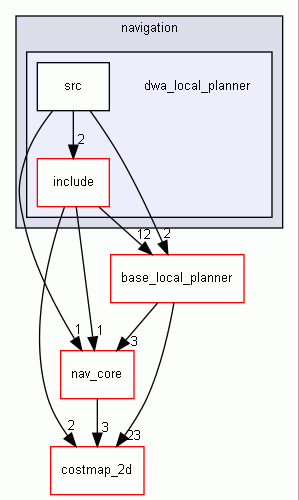 navigation
src
dwa_local_planner
2
include
12
2
base_local_planner
1
1
3
nav_core
2
3
23
costmap_2d